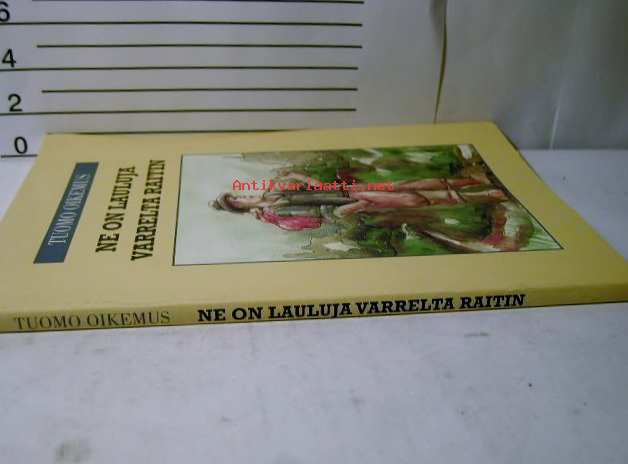 6
4
2
0
TUOMO OIKEMUS
NE ON LAULUJA
VARRELTA RAITIN
Antikvariaatti.net
TUOMO OIKEMUS NE ON LAULUJA VARRELTA RAITIN